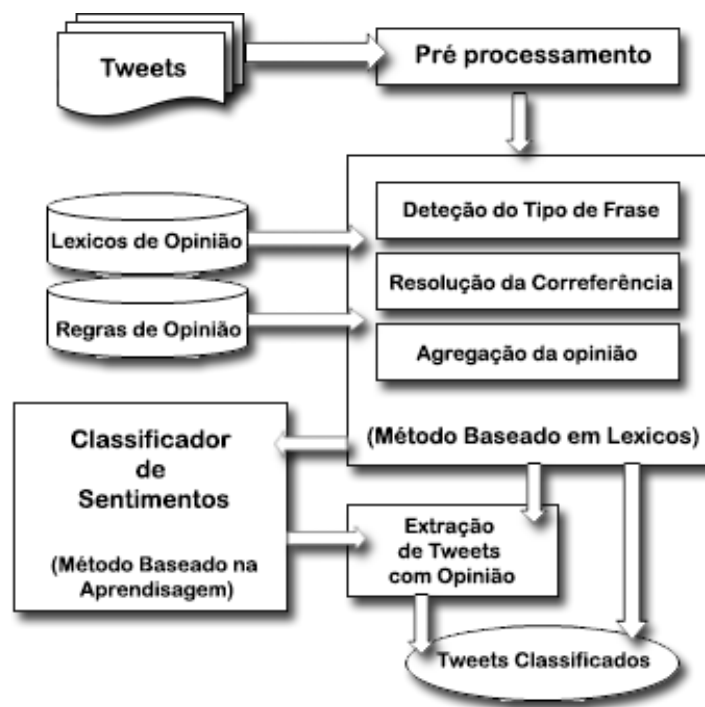 Tweets
Pré processamento
Deteção do Tipo de Frase
Lexicos de Opinião
Resolução da Correferência
Regras de Opinião
Agregação da opinião
(Método Baseado em Lexicos)
Classificador
de
Sentimentos
(Método Baseado na
Aprendisagem)
Extração
de Tweets
com Opinião
Tweets Classificados